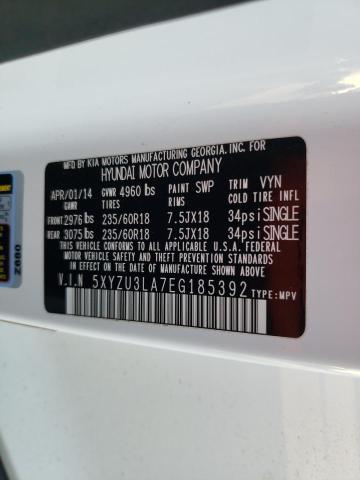 MFD BY KIA MOTORS MANUFACTURING GEORGIA, INC. FOR
HYUNDAI MOTOR COMPANY
APR/01/14 GVWR 4960 lbs PAINT SWP TRIM VYN
GAWR TIRES RIMS COLD TIRE INFL
FRONT 2976 lbs 235/60R18 7.5JX18 34psi SINGLE
REAR 3075 lbs 235/60R18 7.5JX18 34psi SINGLE
THIS VEHICLE CONFORMS TO ALL APPLICABLE U.S.A. FEDERAL
MOTOR VEHICLE SAFETY AND THEFT PREVENTION STANDARDS
IN EFFECT ON THE DATE OF MANUFACTURE SHOWN ABOVE.
V.I.N 5XYZU3LA7EG185392 TYPE:MPV
Z680